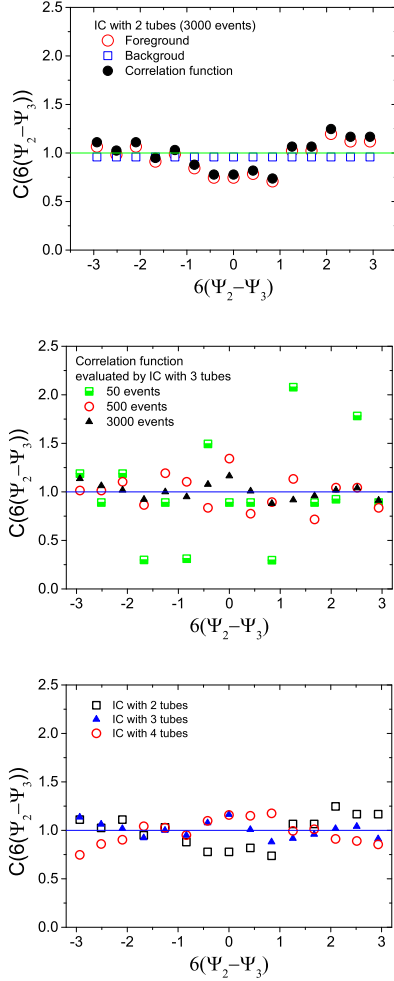 IC with 2 tubes (3000 events)
Foreground
Backgroud
Correlation function
C(6(Ψ₂−Ψ₃))
1.5
1.0
0.5
0.0
-3 -2 -1 0 1 2 3
6(Ψ₂−Ψ₃)
Correlation function
evaluated by IC with 3 tubes
50 events
500 events
3000 events
C(6(Ψ₂−Ψ₃))
2.5
2.0
1.5
1.0
0.5
0.0
-3 -2 -1 0 1 2 3
6(Ψ₂−Ψ₃)
IC with 2 tubes
IC with 3 tubes
IC with 4 tubes
C(6(Ψ₂−Ψ₃))
2.5
2.0
1.5
1.0
0.5
0.0
-3 -2 -1 0 1 2 3
6(Ψ₂−Ψ₃)